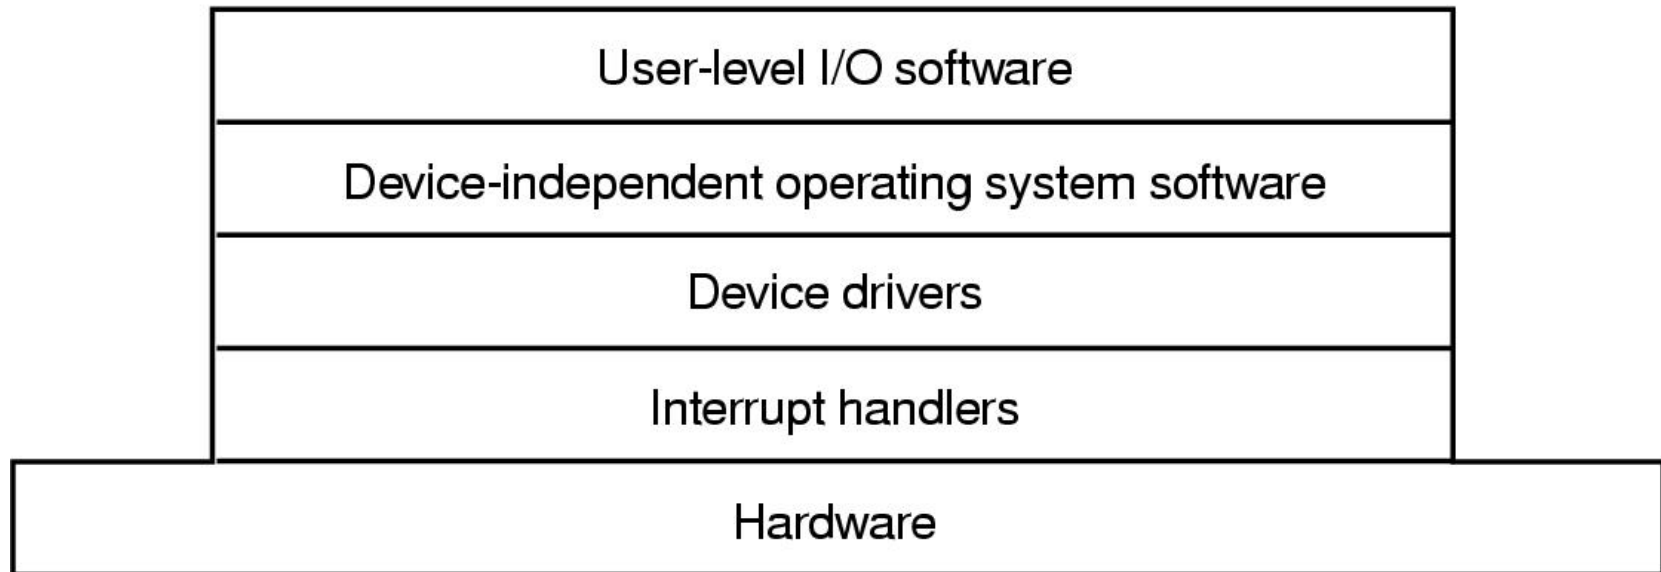 User-level I/O software
Device-independent operating system software
Device drivers
Interrupt handlers
Hardware